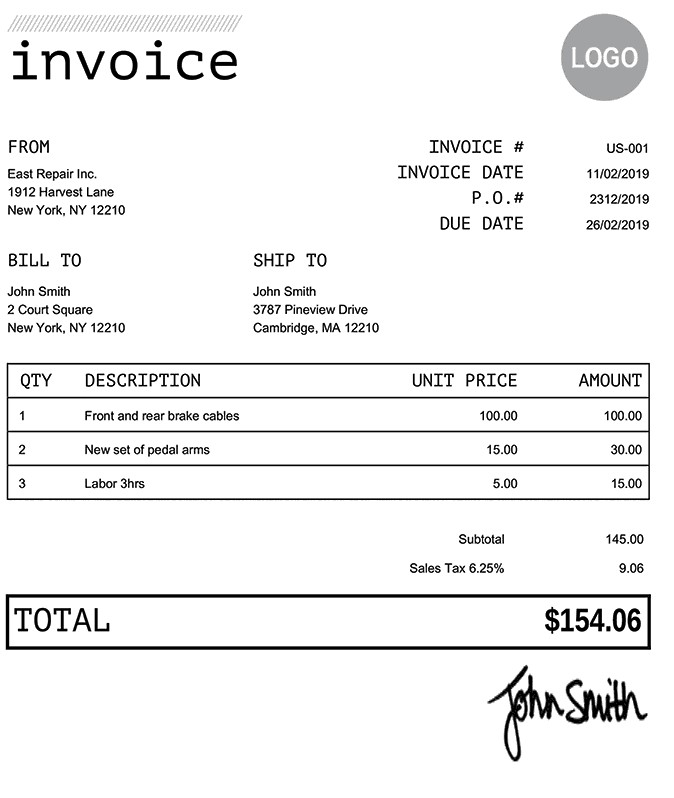 invoice
LOGO
FROM
East Repair Inc.
1912 Harvest Lane
New York, NY 12210
INVOICE # US-001
INVOICE DATE 11/02/2019
P.O.# 2312/2019
DUE DATE 26/02/2019
BILL TO
John Smith
2 Court Square
New York, NY 12210
SHIP TO
John Smith
3787 Pineview Drive
Cambridge, MA 12210
QTY DESCRIPTION UNIT PRICE AMOUNT
1 Front and rear brake cables 100.00 100.00
2 New set of pedal arms 15.00 30.00
3 Labor 3hrs 5.00 15.00
Subtotal 145.00
Sales Tax 6.25% 9.06
TOTAL $154.06
John Smith